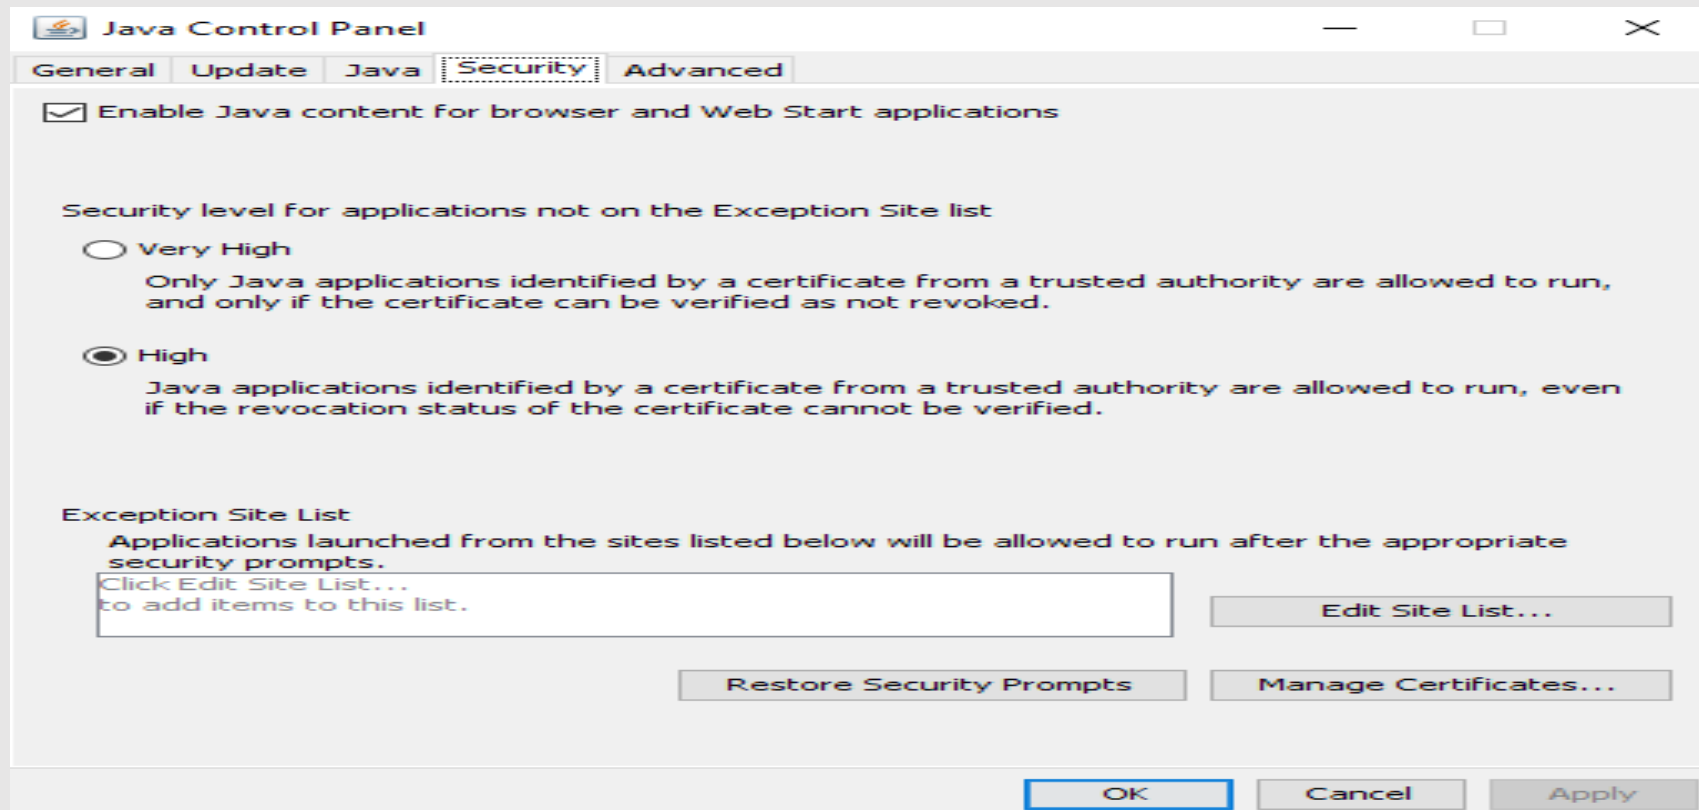 Java Control Panel
General Update Java Security Advanced
Enable Java content for browser and Web Start applications
Security level for applications not on the Exception Site list
Very High
Only Java applications identified by a certificate from a trusted authority are allowed to run,
and only if the certificate can be verified as not revoked.
High
Java applications identified by a certificate from a trusted authority are allowed to run, even
if the revocation status of the certificate cannot be verified.
Exception Site List
Applications launched from the sites listed below will be allowed to run after the appropriate
security prompts.
Click Edit Site List...
to add items to this list.
Edit Site List...
Restore Security Prompts Manage Certificates...
OK Cancel Apply